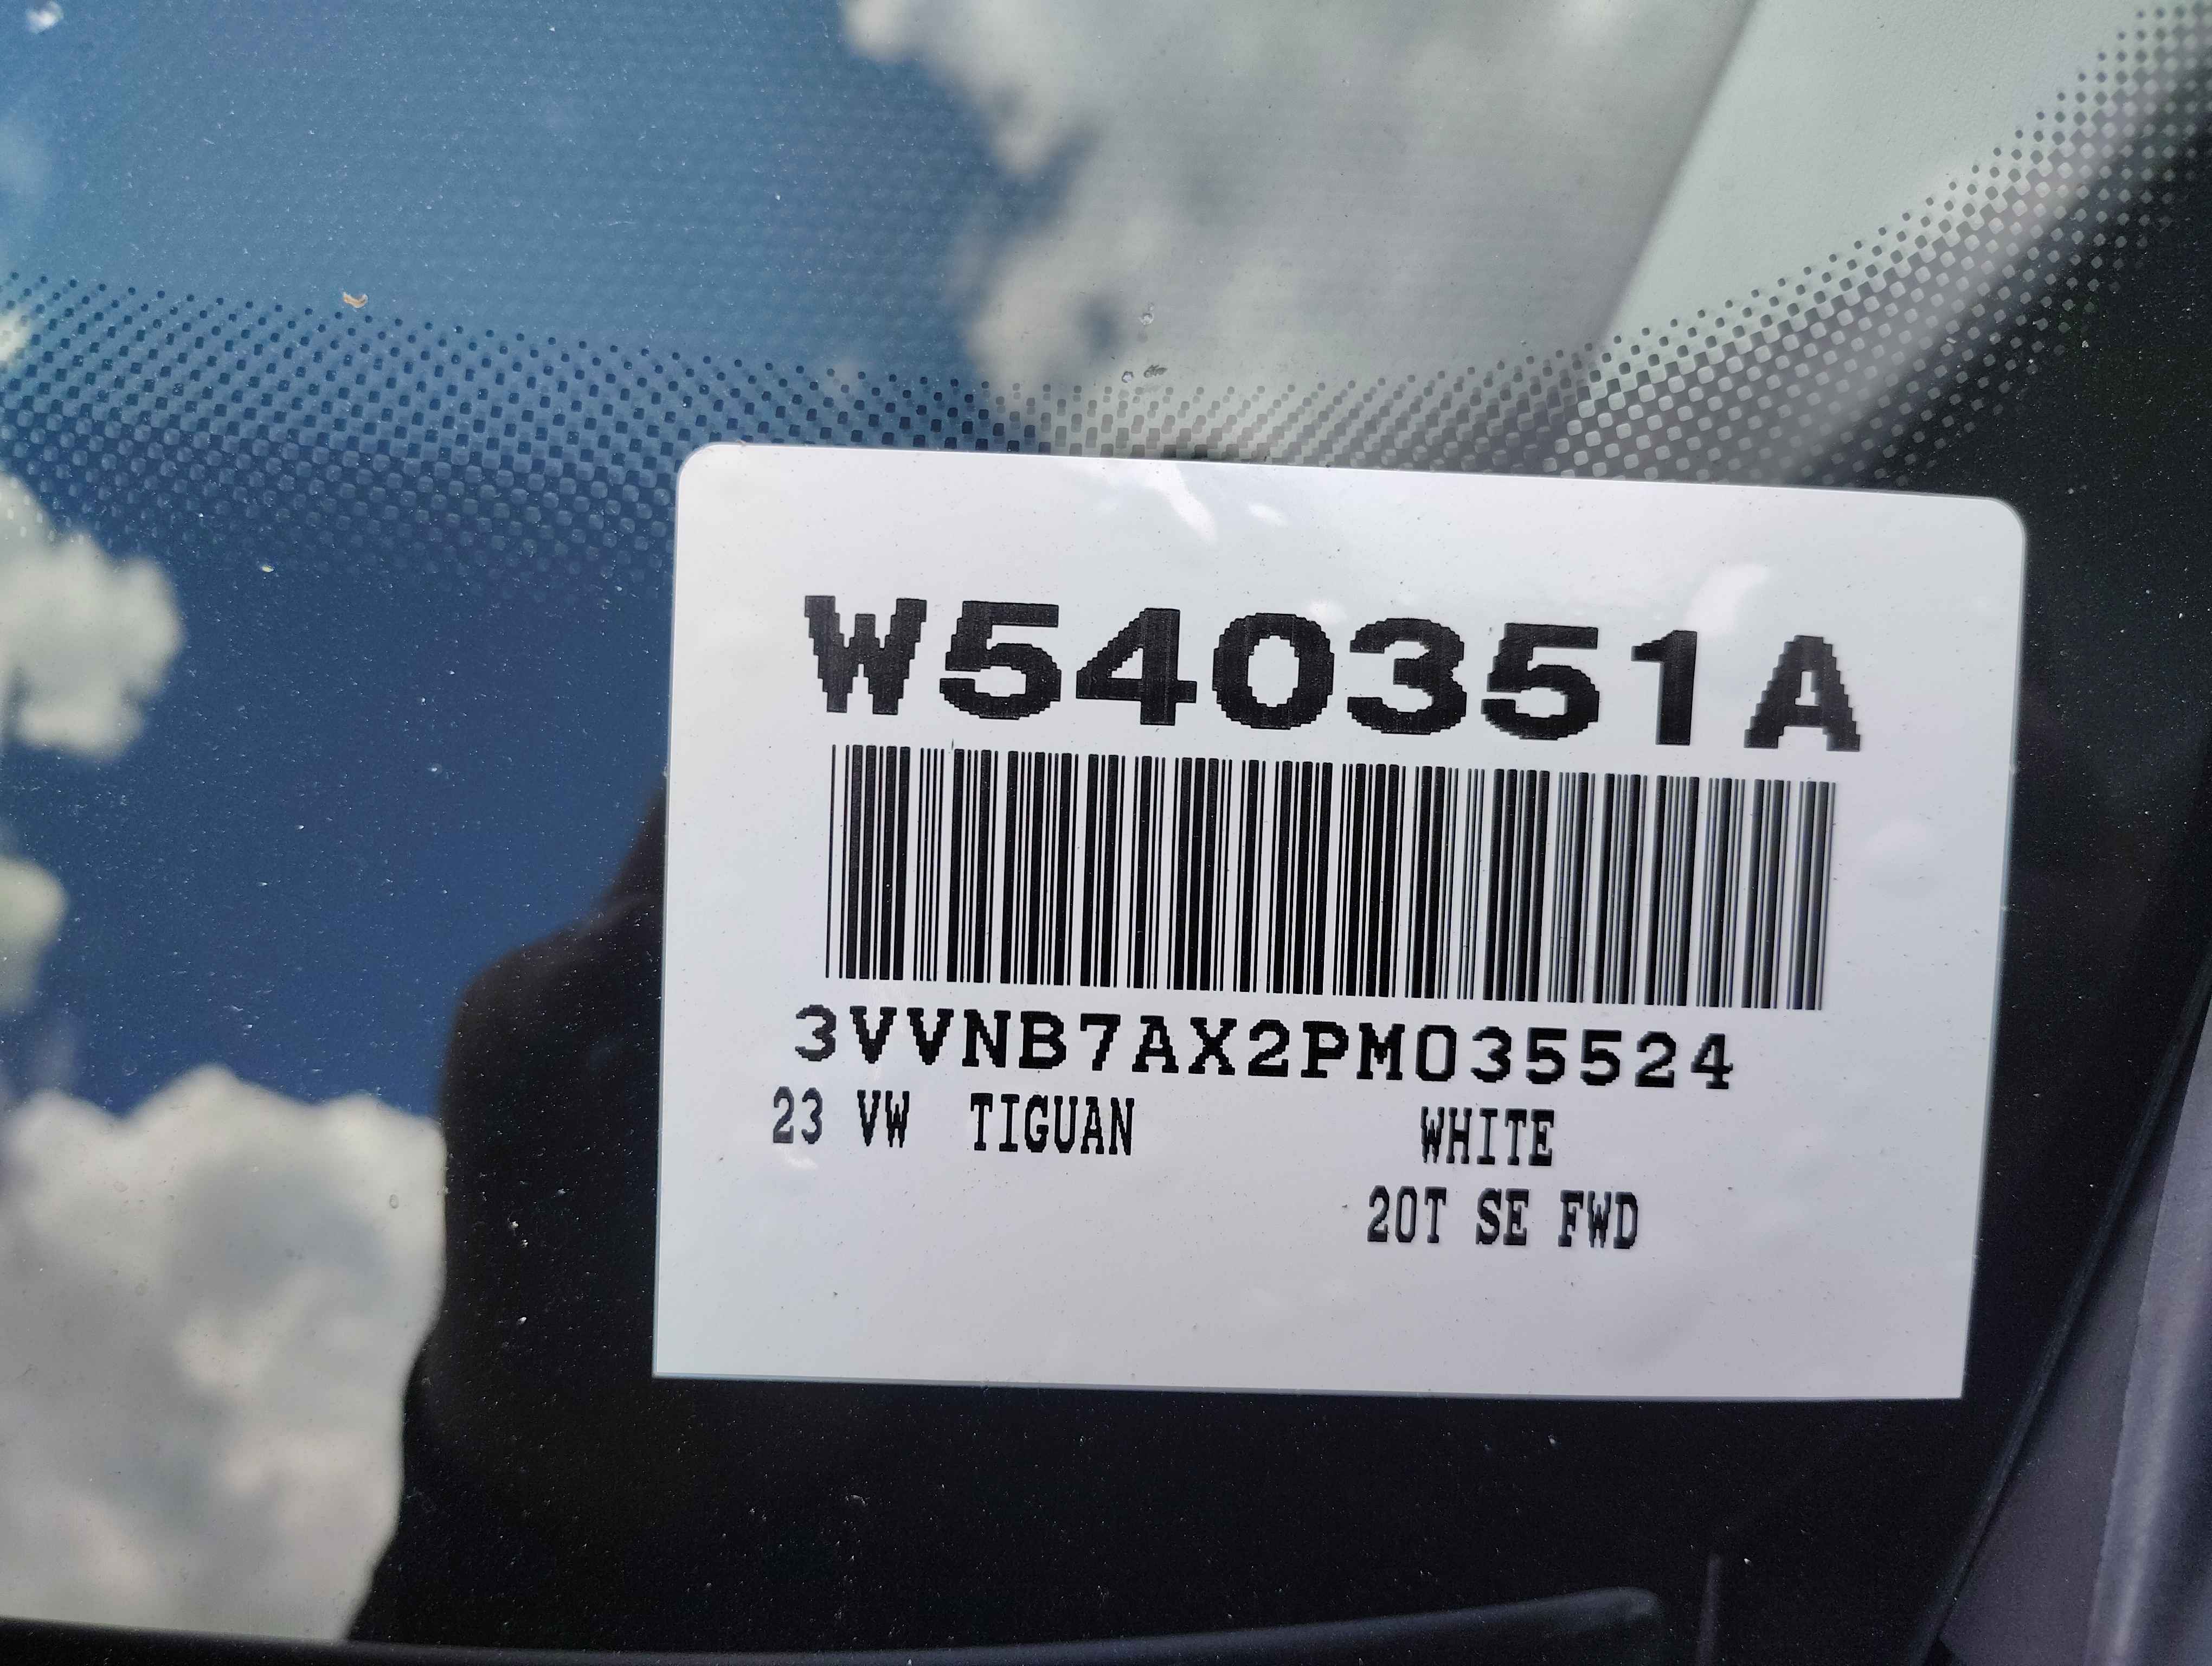 W540351A
3VVNB7AX2PM035524
23 VW TIGUAN WHITE
20T SE FWD